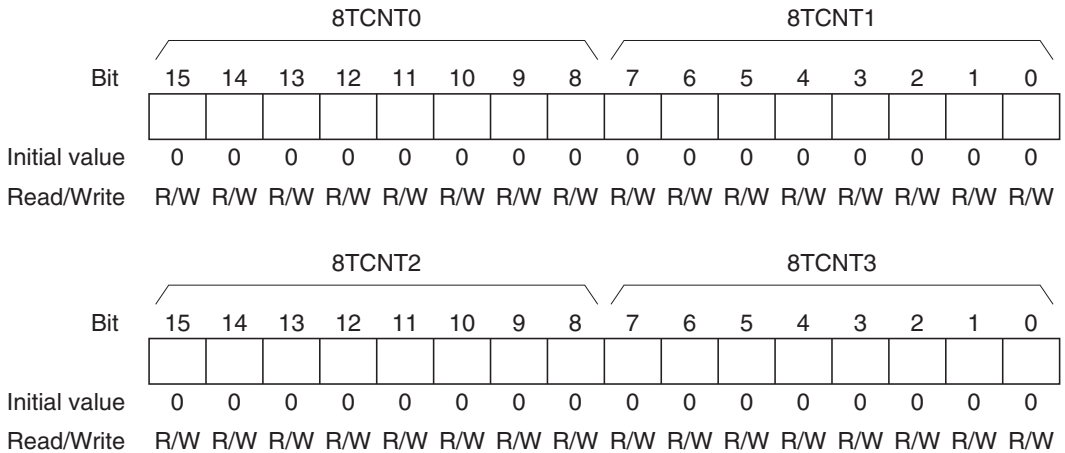 8TCNT0 8TCNT1
Bit 15 14 13 12 11 10 9 8 7 6 5 4 3 2 1 0
Initial value 0 0 0 0 0 0 0 0 0 0 0 0 0 0 0 0
Read/Write R/W R/W R/W R/W R/W R/W R/W R/W R/W R/W R/W R/W R/W R/W R/W R/W
8TCNT2 8TCNT3
Bit 15 14 13 12 11 10 9 8 7 6 5 4 3 2 1 0
Initial value 0 0 0 0 0 0 0 0 0 0 0 0 0 0 0 0
Read/Write R/W R/W R/W R/W R/W R/W R/W R/W R/W R/W R/W R/W R/W R/W R/W R/W